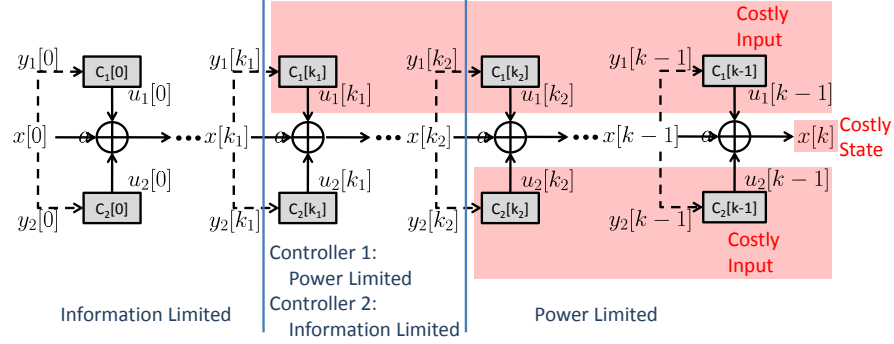 Costly
Input
y₁[0]
C₁[0]
u₁[0]
y₁[k₁]
C₁[k₁]
u₁[k₁]
y₁[k₂]
C₁[k₂]
u₁[k₂]
y₁[k − 1]
C₁[k-1]
u₁[k − 1]
x[0]
α
x[k₁]
α
x[k₂]
α
x[k − 1]
α
x[k]
Costly
State
u₂[0]
C₂[0]
y₂[0]
u₂[k₁]
C₂[k₁]
y₂[k₁]
u₂[k₂]
C₂[k₂]
y₂[k₂]
u₂[k − 1]
C₂[k-1]
y₂[k − 1]
Costly
Input
Controller 1:
Power Limited
Controller 2:
Information Limited
Information Limited
Power Limited